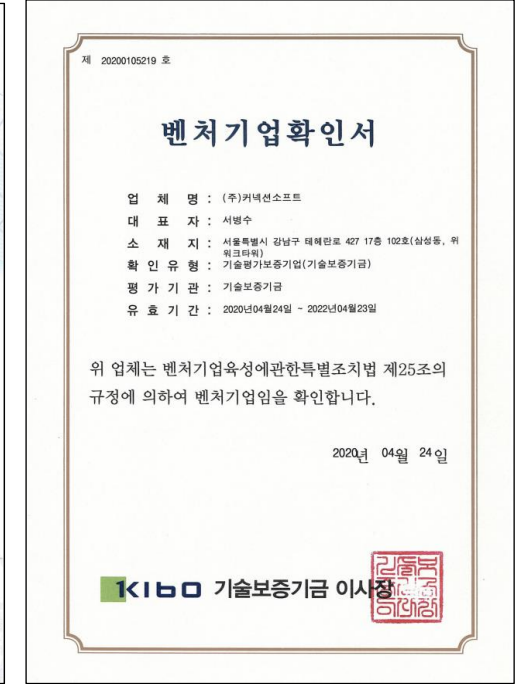 제 20200105219 호
벤처기업확인서
업 체 명 : (주)커넥션소프트
대 표 자 : 서병수
소 재 지 : 서울특별시 강남구 테헤란로 427 17층 102호(삼성동, 위
워크타워)
확 인 유 형 : 기술평가보증기업(기술보증기금)
평 가 기 관 : 기술보증기금
유 효 기 간 : 2020년04월24일 ~ 2022년04월23일
위 업체는 벤처기업육성에관한특별조치법 제25조의
규정에 의하여 벤처기업임을 확인합니다.
2020년 04월 24일
KIBO 기술보증기금 이사장